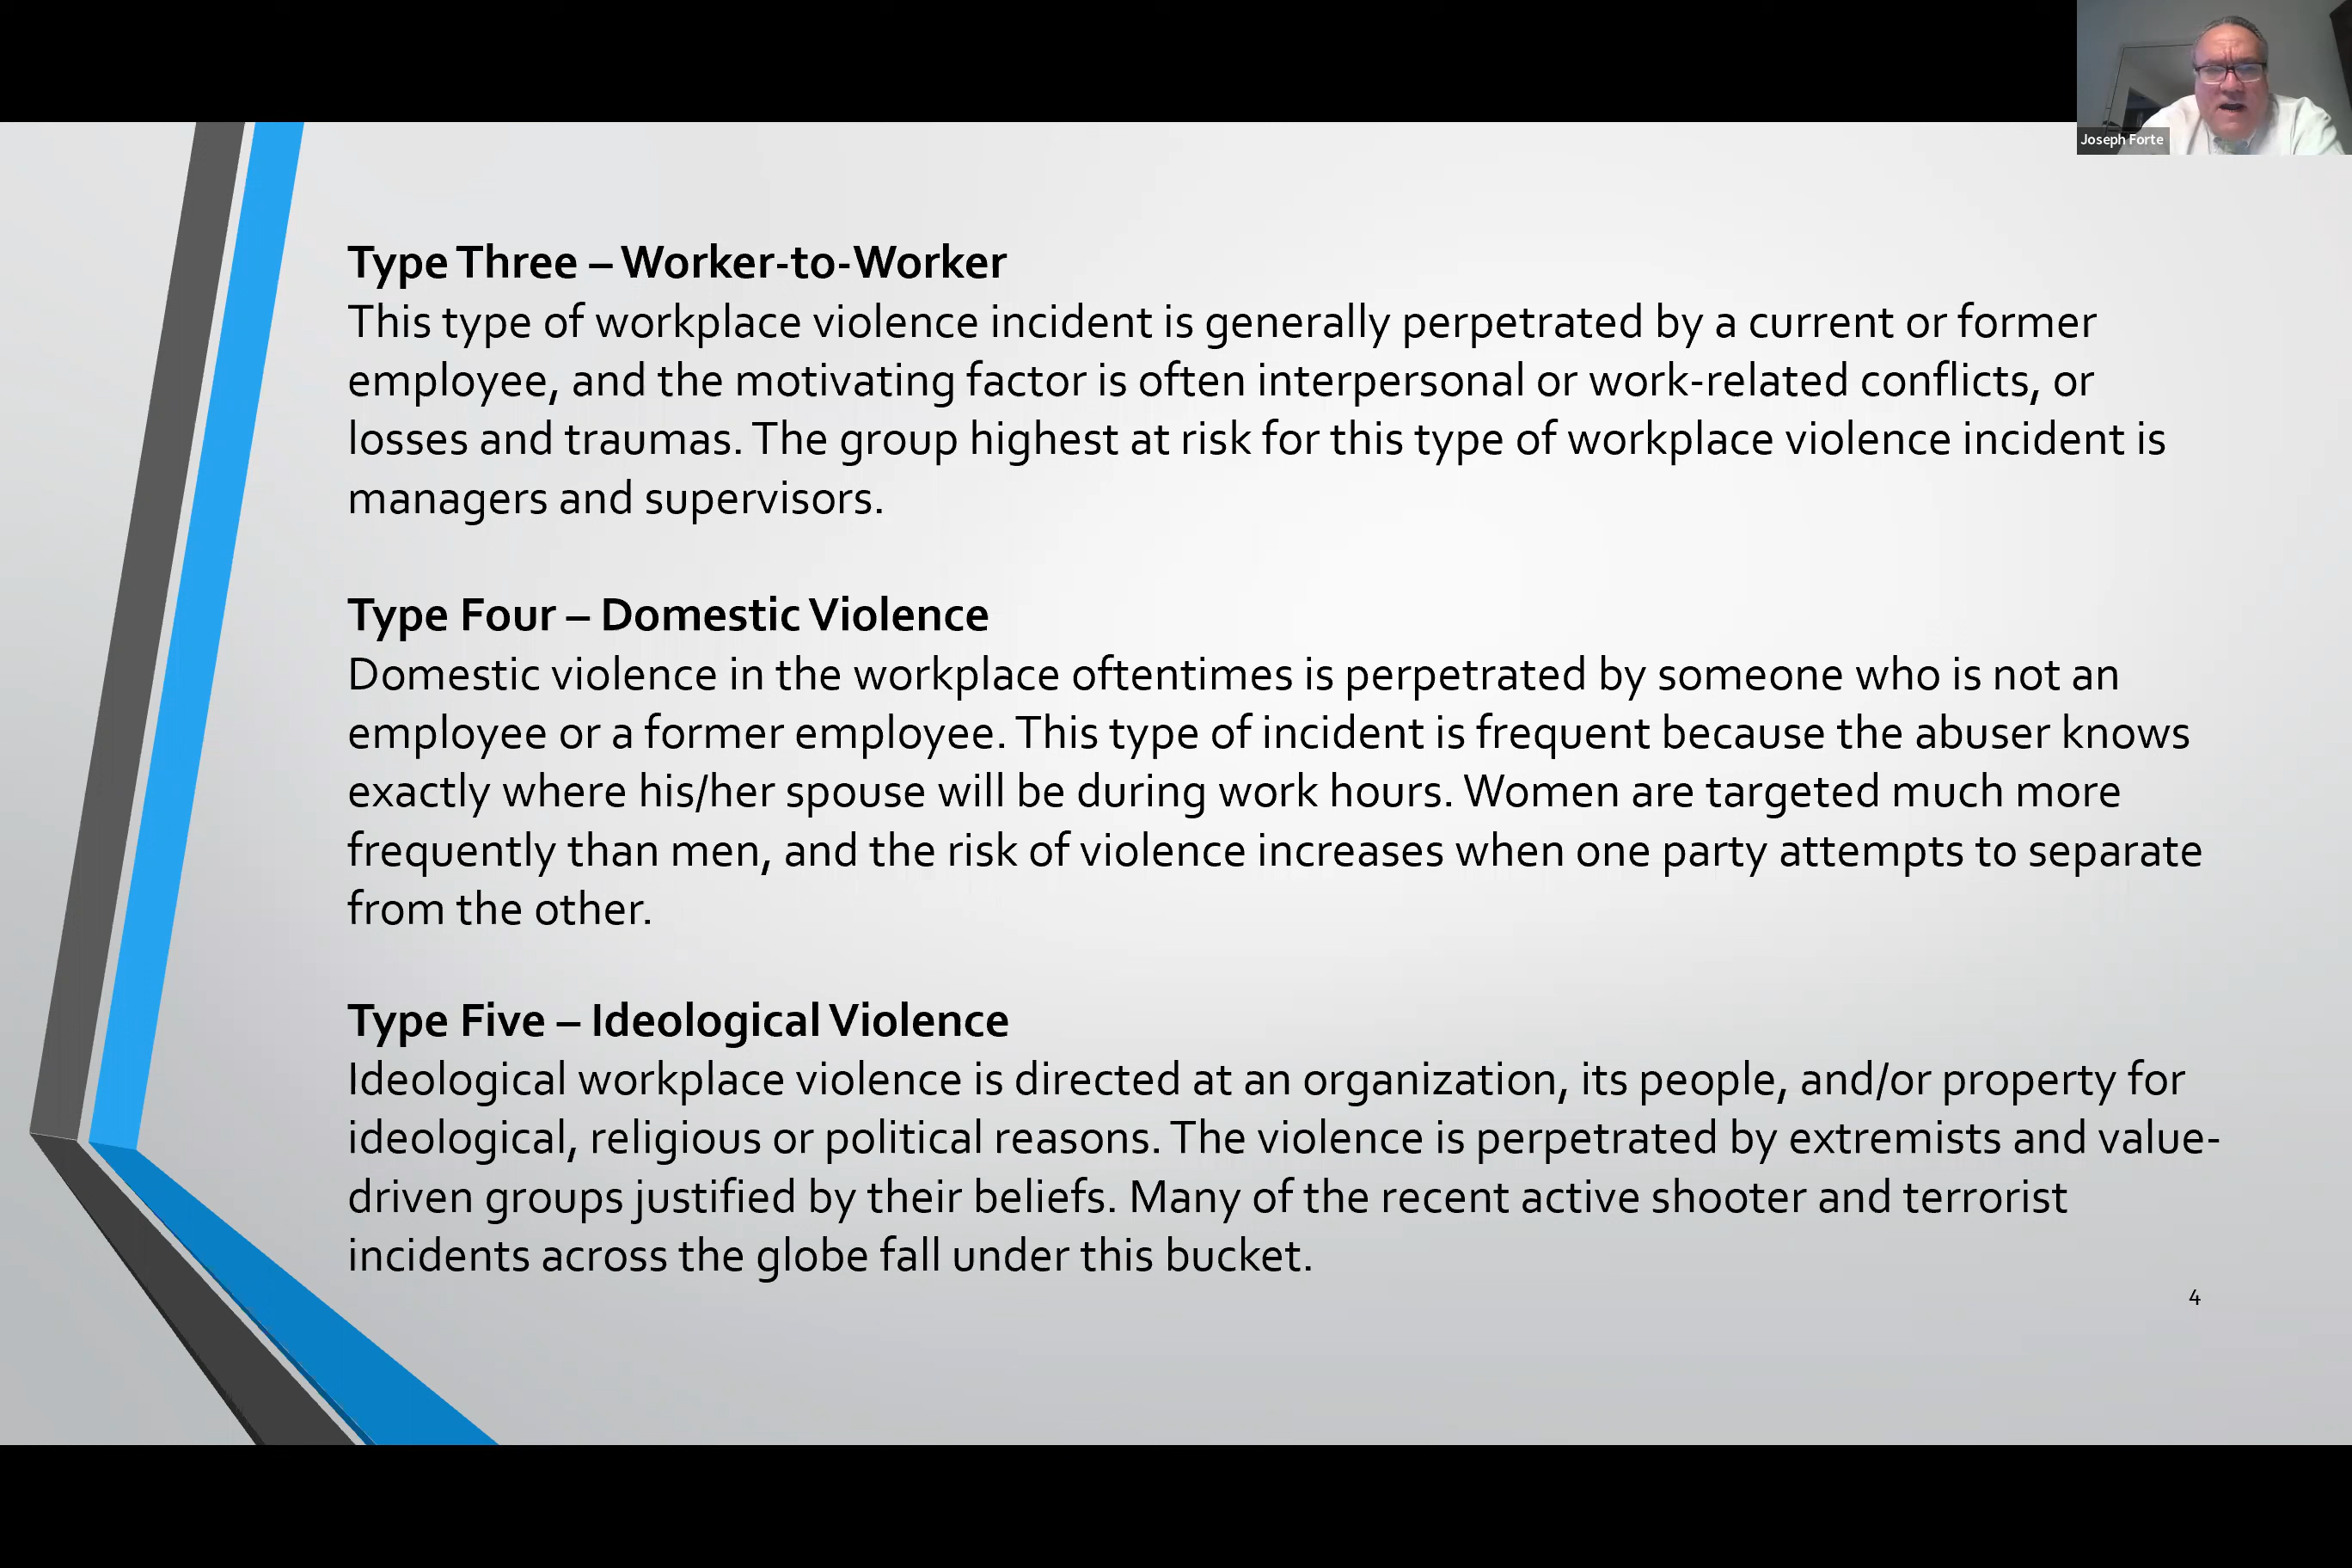 Joseph Forte
Type Three – Worker-to-Worker
This type of workplace violence incident is generally perpetrated by a current or former
employee, and the motivating factor is often interpersonal or work-related conflicts, or
losses and traumas. The group highest at risk for this type of workplace violence incident is
managers and supervisors.
Type Four – Domestic Violence
Domestic violence in the workplace oftentimes is perpetrated by someone who is not an
employee or a former employee. This type of incident is frequent because the abuser knows
exactly where his/her spouse will be during work hours. Women are targeted much more
frequently than men, and the risk of violence increases when one party attempts to separate
from the other.
Type Five – Ideological Violence
Ideological workplace violence is directed at an organization, its people, and/or property for
ideological, religious or political reasons. The violence is perpetrated by extremists and value-
driven groups justified by their beliefs. Many of the recent active shooter and terrorist
incidents across the globe fall under this bucket.
4